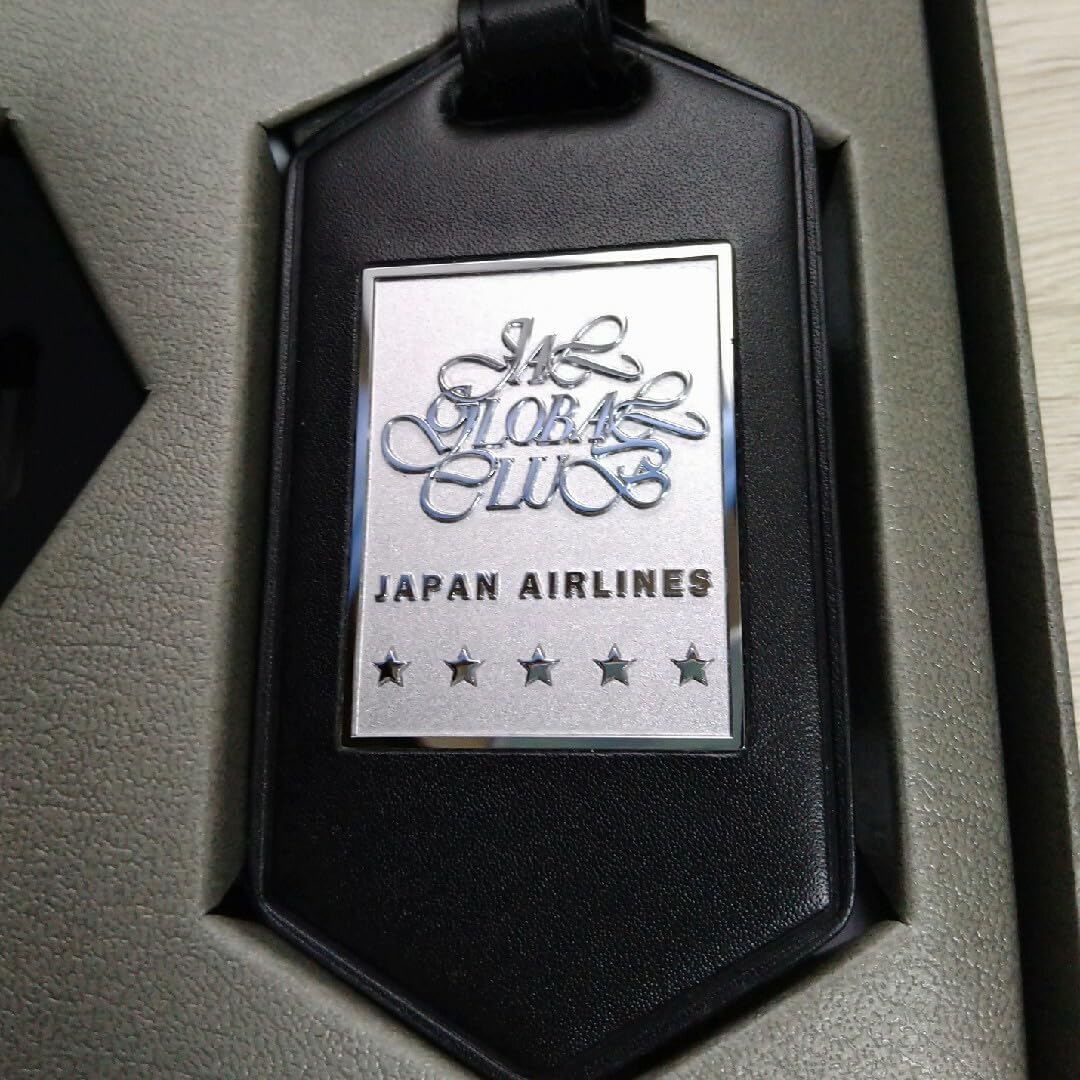 JAL
GLOBAL
CLUB
JAPAN AIRLINES
★ ★ ★ ★ ★